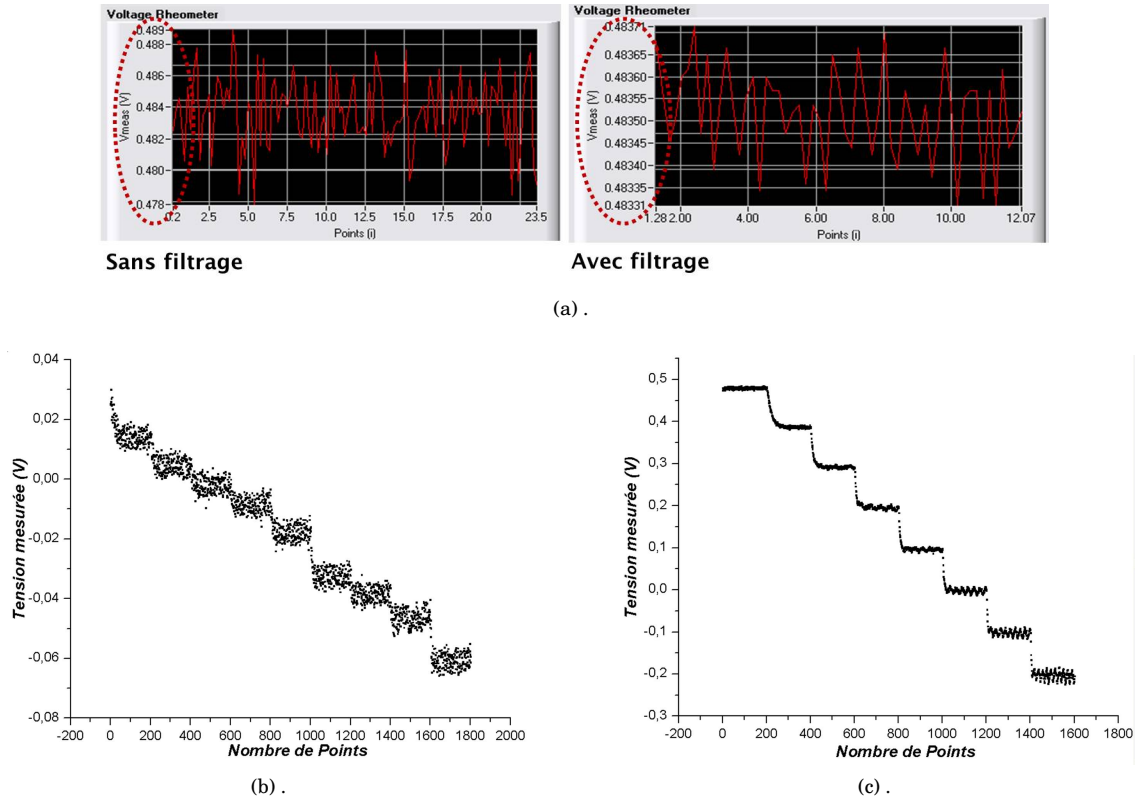 Voltage Rheometer
0.489
0.488
0.486
0.484
0.482
0.480
0.478
Vmeas (V)
2.5 5.0 7.5 10.0 12.5 15.0 17.5 20.0 23.5
Points (i)
Sans filtrage
Voltage Rheometer
0.48371
0.48365
0.48360
0.48355
0.48350
0.48345
0.48340
0.48335
0.48331
Vmeas (V)
1.28 2.00 4.00 6.00 8.00 10.00 12.07
Points (i)
Avec filtrage
(a) .
0,04
0,02
0,00
-0,02
-0,04
-0,06
-0,08
Tension mesurée (V)
-200 0 200 400 600 800 1000 1200 1400 1600 1800 2000
Nombre de Points
(b) .
0,5
0,4
0,3
0,2
0,1
0,0
-0,1
-0,2
-0,3
Tension mesurée (V)
-200 0 200 400 600 800 1000 1200 1400 1600 1800
Nombre de Points
(c) .